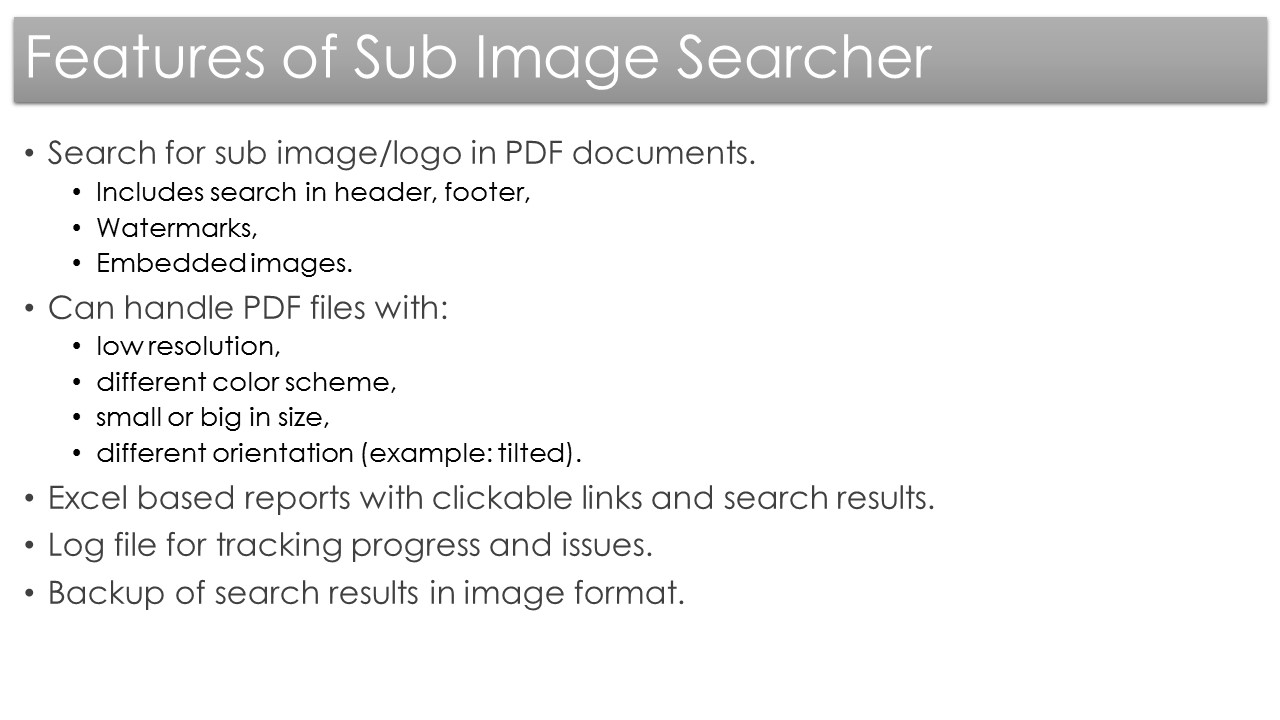 Features of Sub Image Searcher
• Search for sub image/logo in PDF documents.
• Includes search in header, footer,
• Watermarks,
• Embedded images.
• Can handle PDF files with:
• low resolution,
• different color scheme,
• small or big in size,
• different orientation (example: tilted).
• Excel based reports with clickable links and search results.
• Log file for tracking progress and issues.
• Backup of search results in image format.